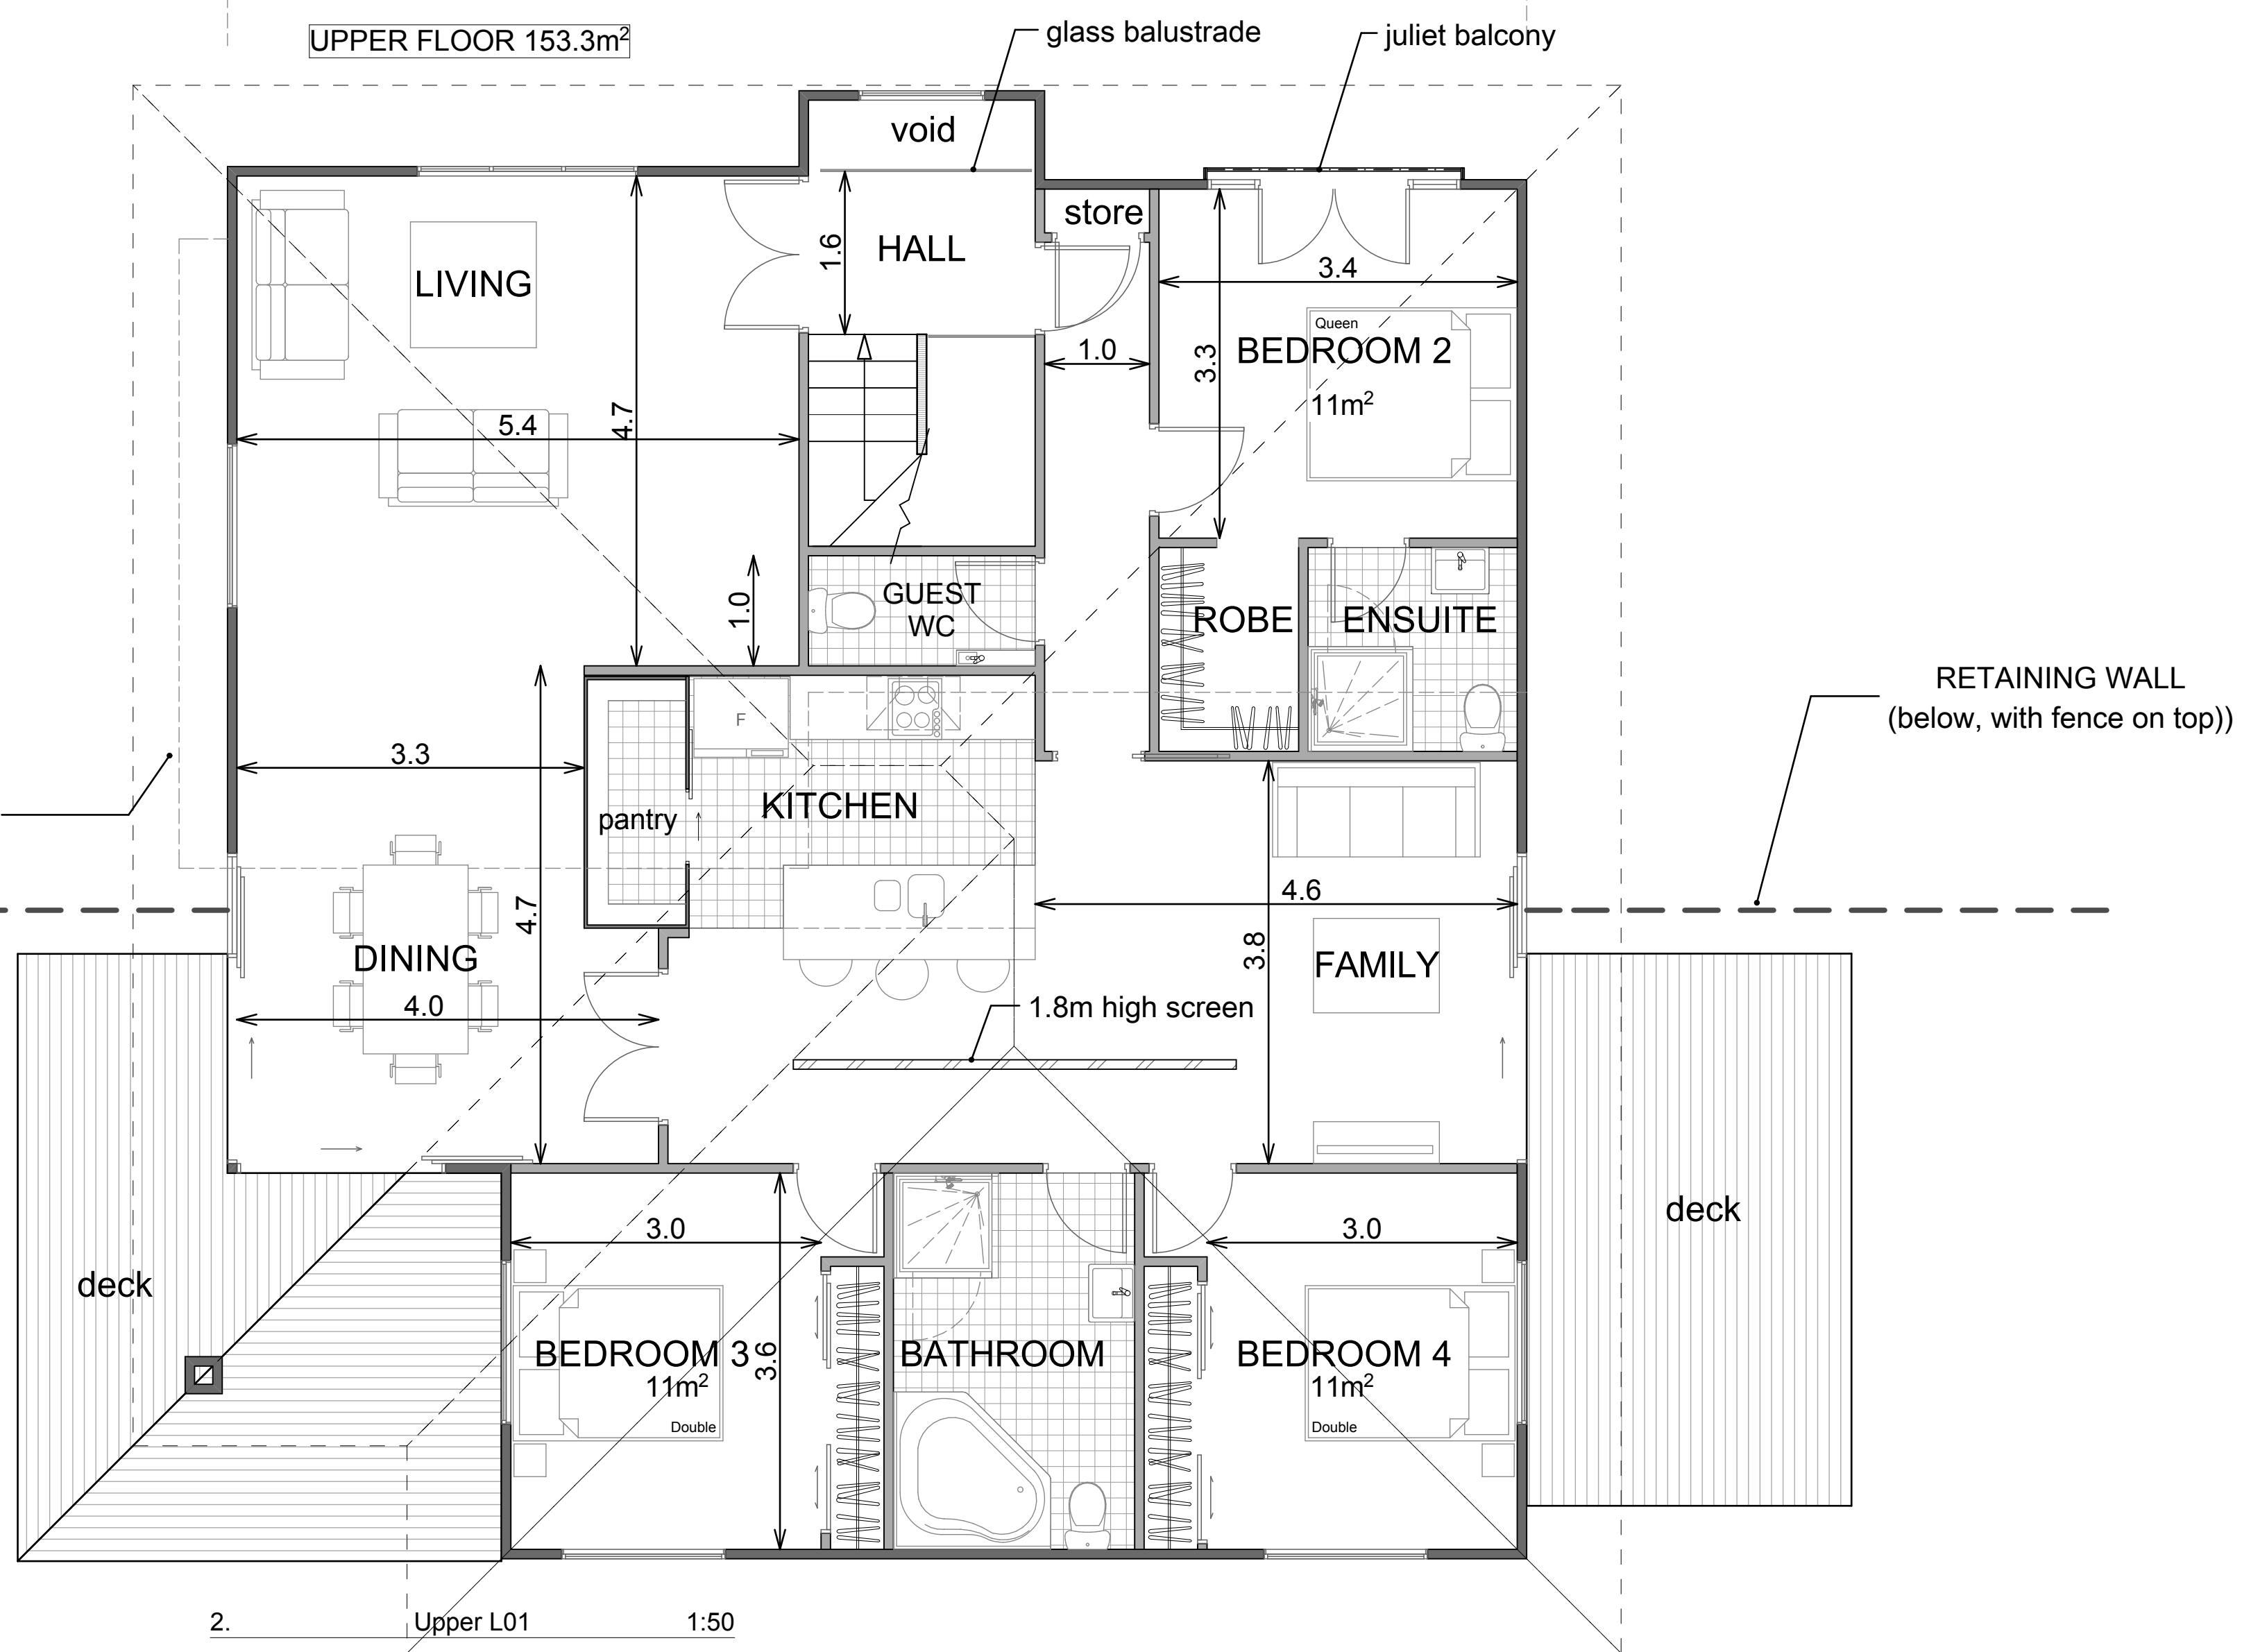 UPPER FLOOR 153.3m²
glass balustrade
juliet balcony
void
store
HALL
1.6
LIVING
3.4
Queen
BEDROOM 2
11m²
3.3
1.0
5.4
4.7
GUEST
WC
1.0
ROBE
ENSUITE
RETAINING WALL
(below, with fence on top))
F
3.3
KITCHEN
pantry
4.6
4.7
DINING
3.8
FAMILY
4.0
1.8m high screen
deck
3.0
3.0
deck
BEDROOM 3
11m²
Double
3.6
BATHROOM
BEDROOM 4
11m²
Double
2. Upper L01 1:50